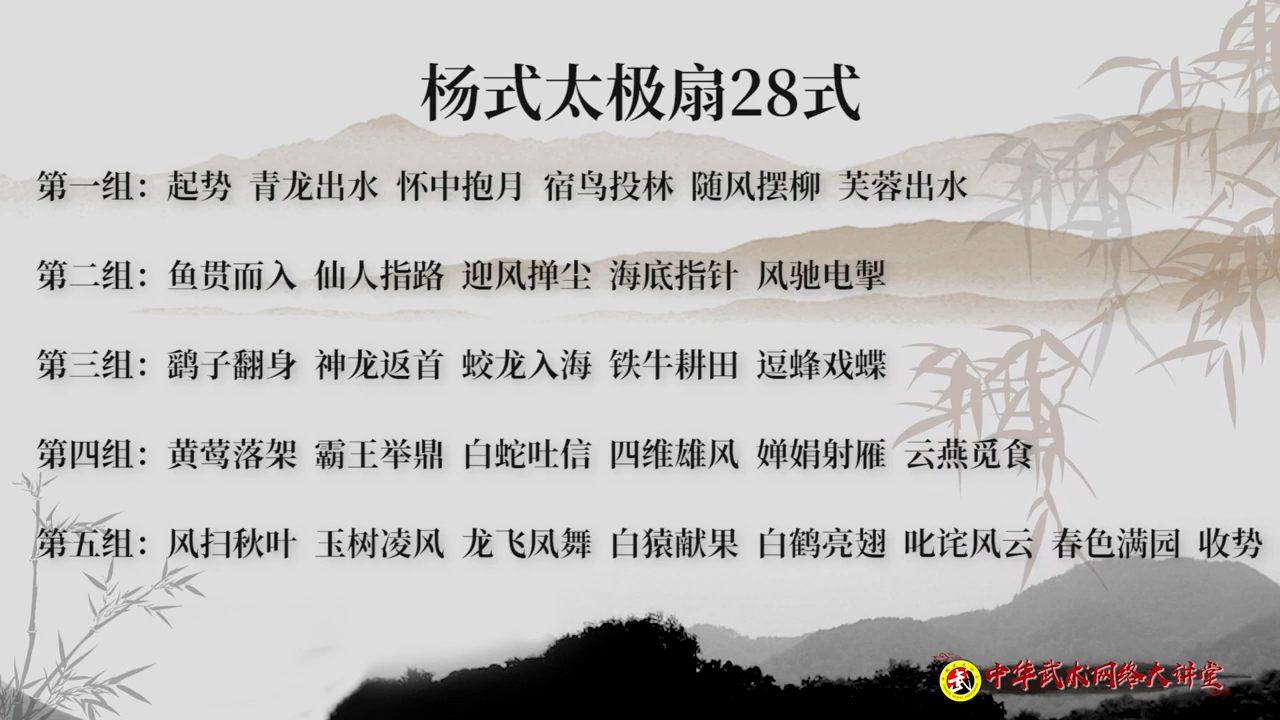 杨式太极扇28式
第一组：起势 青龙出水 怀中抱月 宿鸟投林 随风摆柳 芙蓉出水
第二组：鱼贯而入 仙人指路 迎风掸尘 海底指针 风驰电掣
第三组：鹞子翻身 神龙返首 蛟龙入海 铁牛耕田 逗蜂戏蝶
第四组：黄莺落架 霸王举鼎 白蛇吐信 四维雄风 婵娟射雁 云燕觅食
第五组：风扫秋叶 玉树凌风 龙飞凤舞 白猿献果 白鹤亮翅 叱诧风云 春色满园 收势
武 中华武术网络大讲堂